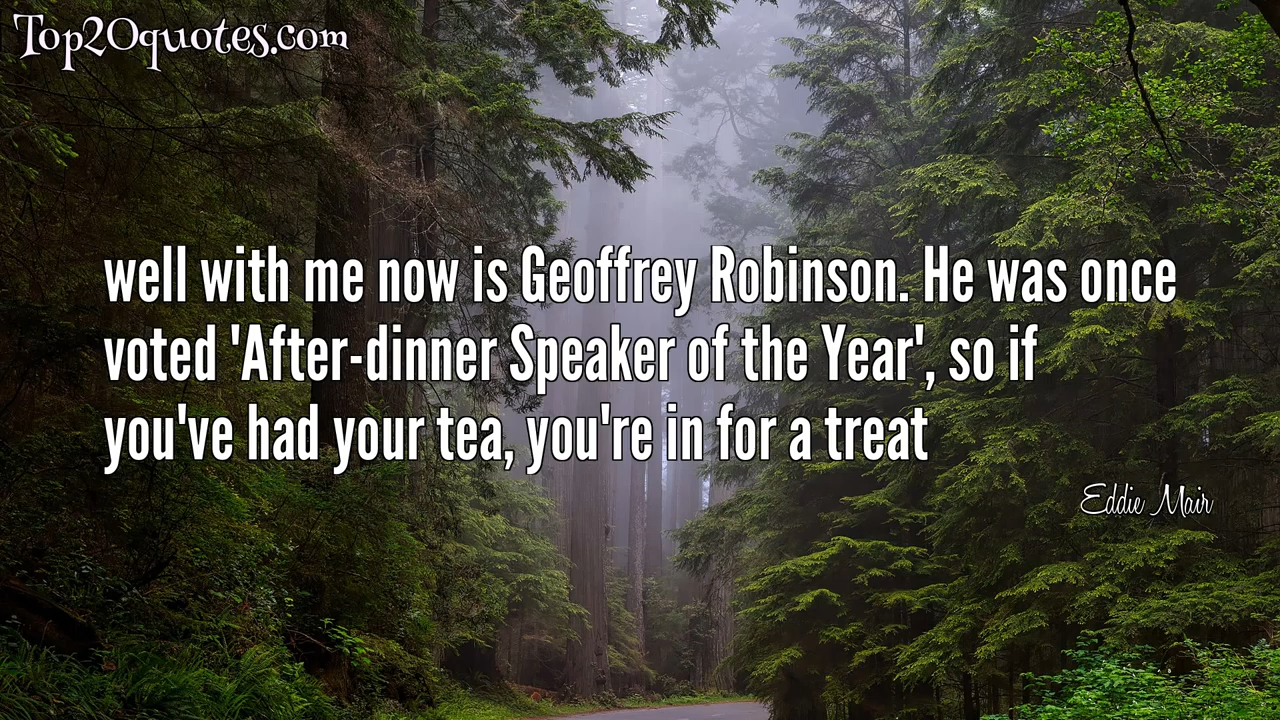 Top20quotes.com
well with me now is Geoffrey Robinson. He was once
voted 'After-dinner Speaker of the Year', so if
you've had your tea, you're in for a treat
Eddie Mair